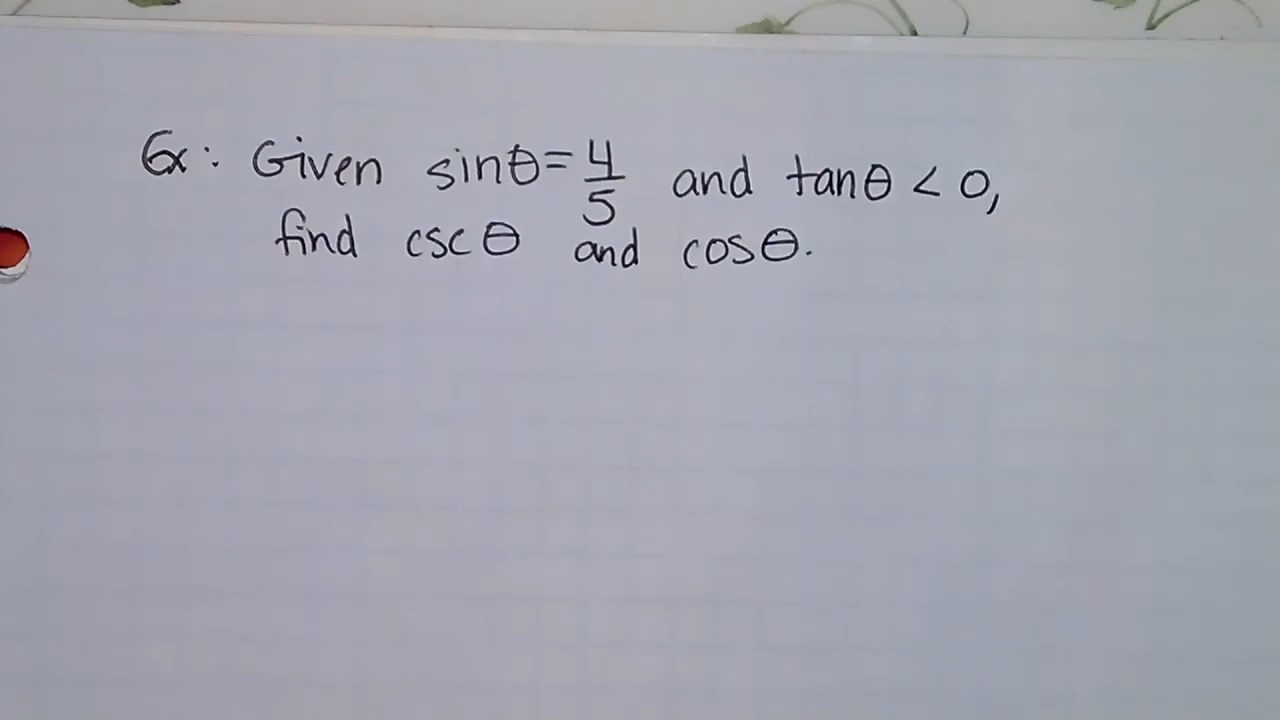 Ex: Given sinθ = 4/5 and tanθ < 0,
find cscθ and cosθ.